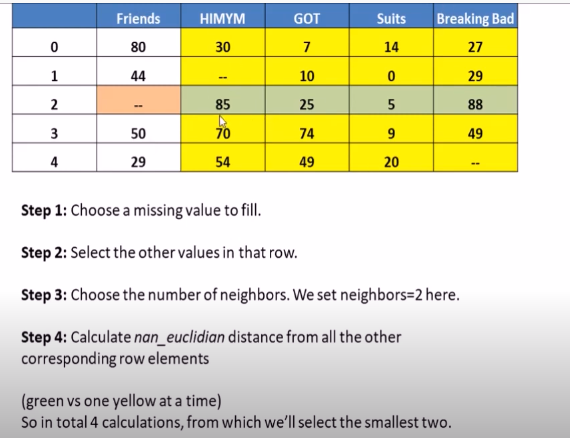 Friends HIMYM GOT Suits Breaking Bad
0 80 30 7 14 27
1 44 -- 10 0 29
2 -- 85 25 5 88
3 50 70 74 9 49
4 29 54 49 20 --
Step 1: Choose a missing value to fill.
Step 2: Select the other values in that row.
Step 3: Choose the number of neighbors. We set neighbors=2 here.
Step 4: Calculate nan_euclidian distance from all the other
corresponding row elements
(green vs one yellow at a time)
So in total 4 calculations, from which we’ll select the smallest two.